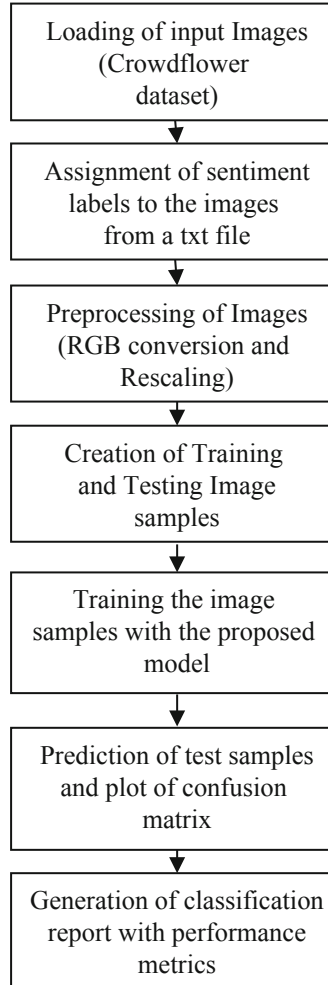 Loading of input Images
(Crowdflower
dataset)
Assignment of sentiment
labels to the images
from a txt file
Preprocessing of Images
(RGB conversion and
Rescaling)
Creation of Training
and Testing Image
samples
Training the image
samples with the proposed
model
Prediction of test samples
and plot of confusion
matrix
Generation of classification
report with performance
metrics